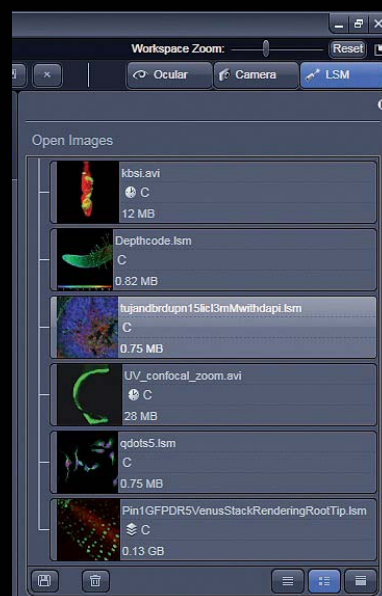 Workspace Zoom:
Reset
Ocular
Camera
LSM
Open Images
kbsi.avi
C
12 MB
Depthcode.lsm
C
0.82 MB
tujandbrdupn15licl3mMwithdapi.lsm
C
0.75 MB
UV_confocal_zoom.avi
C
28 MB
qdots5.lsm
C
0.75 MB
Pin1GFPDR5VenusStackRenderingRootTip.lsm
C
0.13 GB